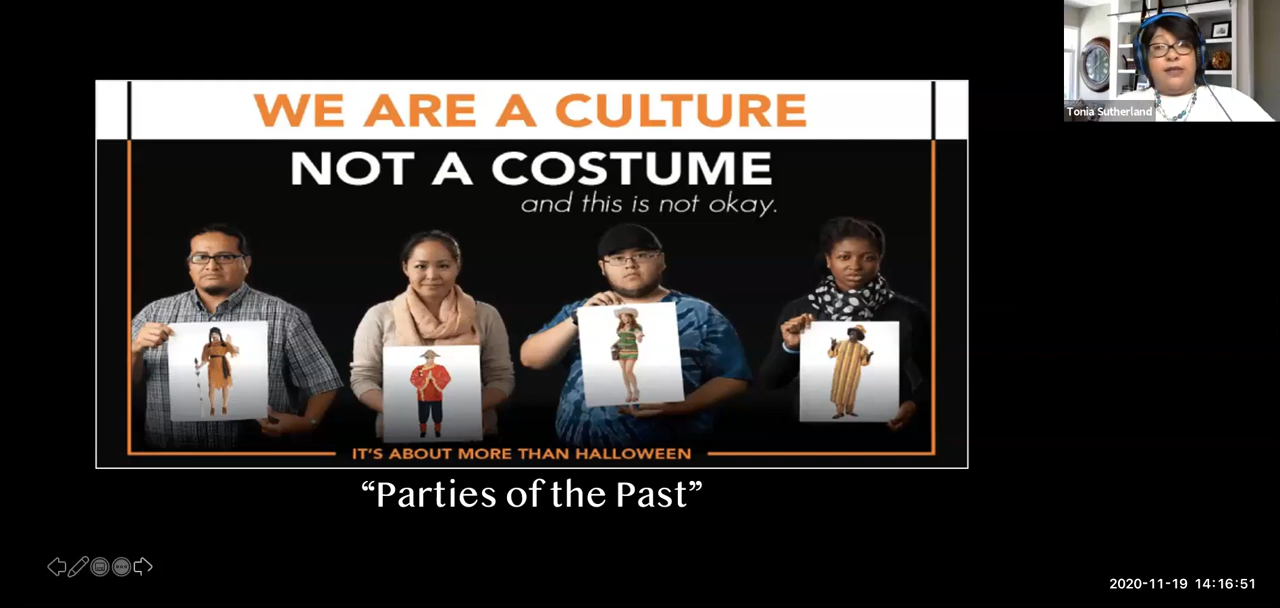 WE ARE A CULTURE
NOT A COSTUME
and this is not okay.
IT'S ABOUT MORE THAN HALLOWEEN
“Parties of the Past”
Tonia Sutherland
2020-11-19 14:16:51